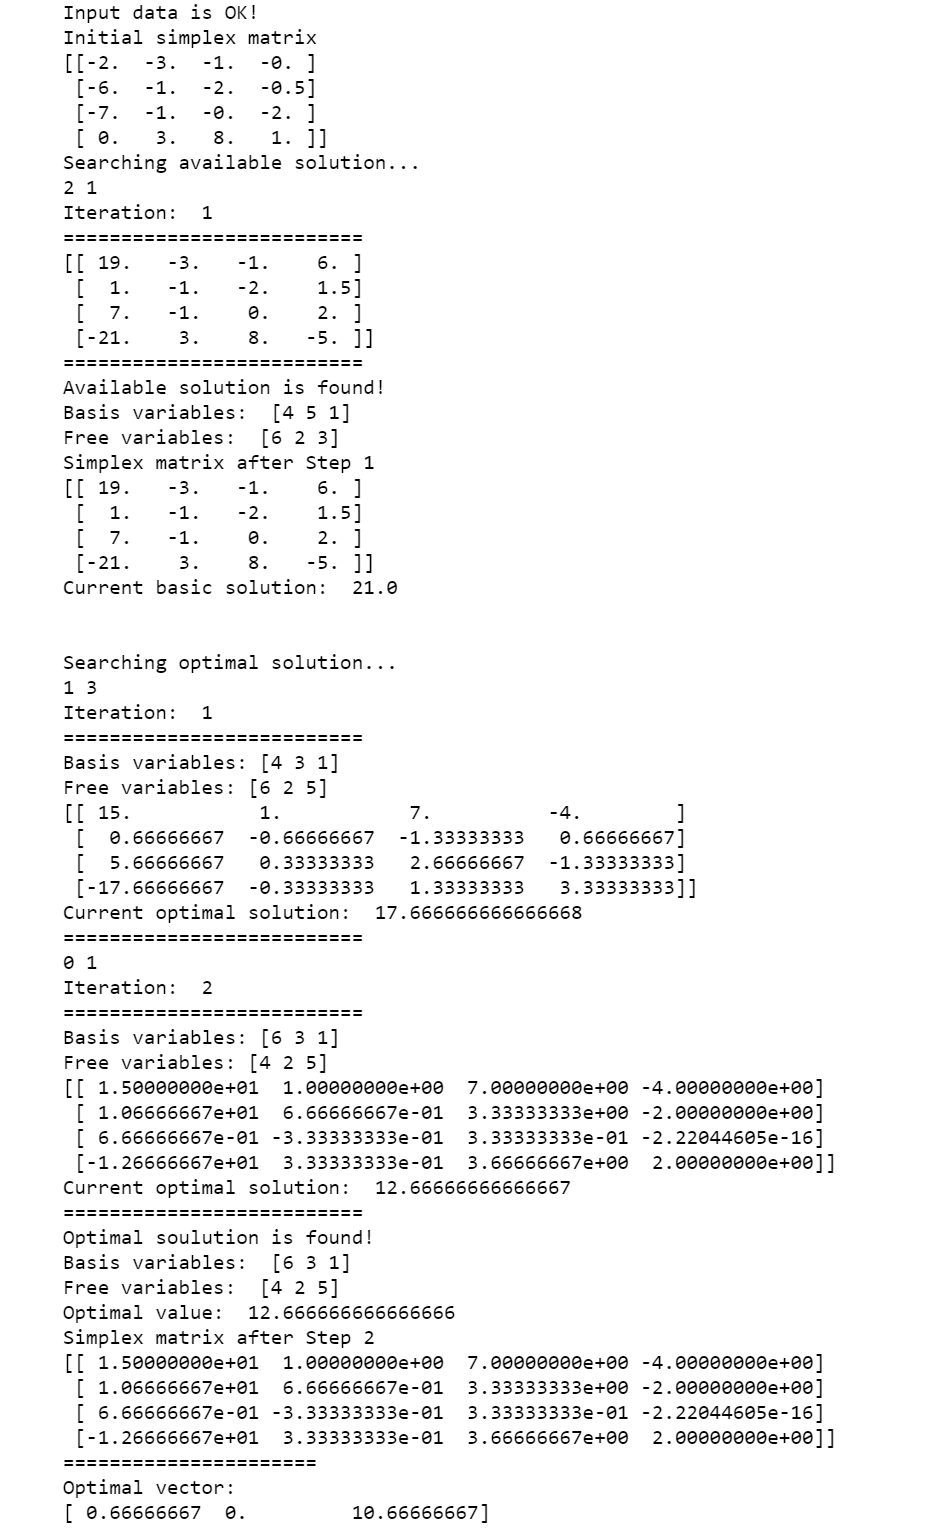 Input data is OK!
Initial simplex matrix
[[-2.  -3.  -1.  -0. ]
 [-6.  -1.  -2.  -0.5]
 [-7.  -1.  -0.  -2. ]
 [ 0.   3.   8.   1. ]]
Searching available solution...
2 1
Iteration:  1
==========================
[[ 19.   -3.   -1.    6. ]
 [  1.   -1.   -2.    1.5]
 [  7.   -1.    0.    2. ]
 [-21.    3.    8.   -5. ]]
==========================
Available solution is found!
Basis variables:  [4 5 1]
Free variables:  [6 2 3]
Simplex matrix after Step 1
[[ 19.   -3.   -1.    6. ]
 [  1.   -1.   -2.    1.5]
 [  7.   -1.    0.    2. ]
 [-21.    3.    8.   -5. ]]
Current basic solution:  21.0
Searching optimal solution...
1 3
Iteration:  1
==========================
Basis variables: [4 3 1]
Free variables: [6 2 5]
[[ 15.           1.           7.          -4.        ]
 [  0.66666667  -0.66666667  -1.33333333   0.66666667]
 [  5.66666667   0.33333333   2.66666667  -1.33333333]
 [-17.66666667  -0.33333333   1.33333333   3.33333333]]
Current optimal solution:  17.666666666666668
==========================
0 1
Iteration:  2
==========================
Basis variables: [6 3 1]
Free variables: [4 2 5]
[[ 1.50000000e+01  1.00000000e+00  7.00000000e+00 -4.00000000e+00]
 [ 1.06666667e+01  6.66666667e-01  3.33333333e+00 -2.00000000e+00]
 [ 6.66666667e-01 -3.33333333e-01  3.33333333e-01 -2.22044605e-16]
 [-1.26666667e+01  3.33333333e-01  3.66666667e+00  2.00000000e+00]]
Current optimal solution:  12.66666666666667
==========================
Optimal soulution is found!
Basis variables:  [6 3 1]
Free variables:  [4 2 5]
Optimal value:  12.666666666666666
Simplex matrix after Step 2
[[ 1.50000000e+01  1.00000000e+00  7.00000000e+00 -4.00000000e+00]
 [ 1.06666667e+01  6.66666667e-01  3.33333333e+00 -2.00000000e+00]
 [ 6.66666667e-01 -3.33333333e-01  3.33333333e-01 -2.22044605e-16]
 [-1.26666667e+01  3.33333333e-01  3.66666667e+00  2.00000000e+00]]
======================
Optimal vector:
[ 0.66666667  0.         10.66666667]